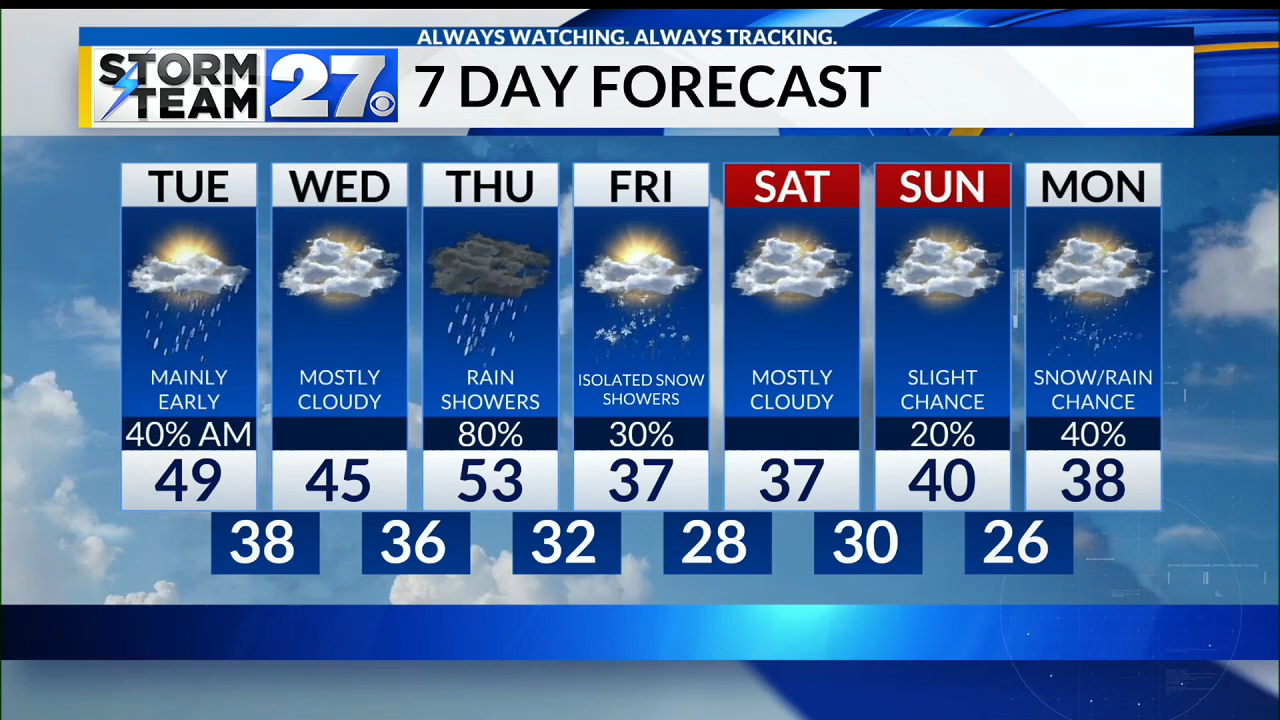 ALWAYS WATCHING. ALWAYS TRACKING.
STORM
TEAM
27
7 DAY FORECAST
TUE WED THU FRI SAT SUN MON
MAINLY EARLY
MOSTLY CLOUDY
RAIN SHOWERS
ISOLATED SNOW SHOWERS
MOSTLY CLOUDY
SLIGHT CHANCE
SNOW/RAIN CHANCE
40% AM 80% 30% 20% 40%
49 45 53 37 37 40 38
38 36 32 28 30 26